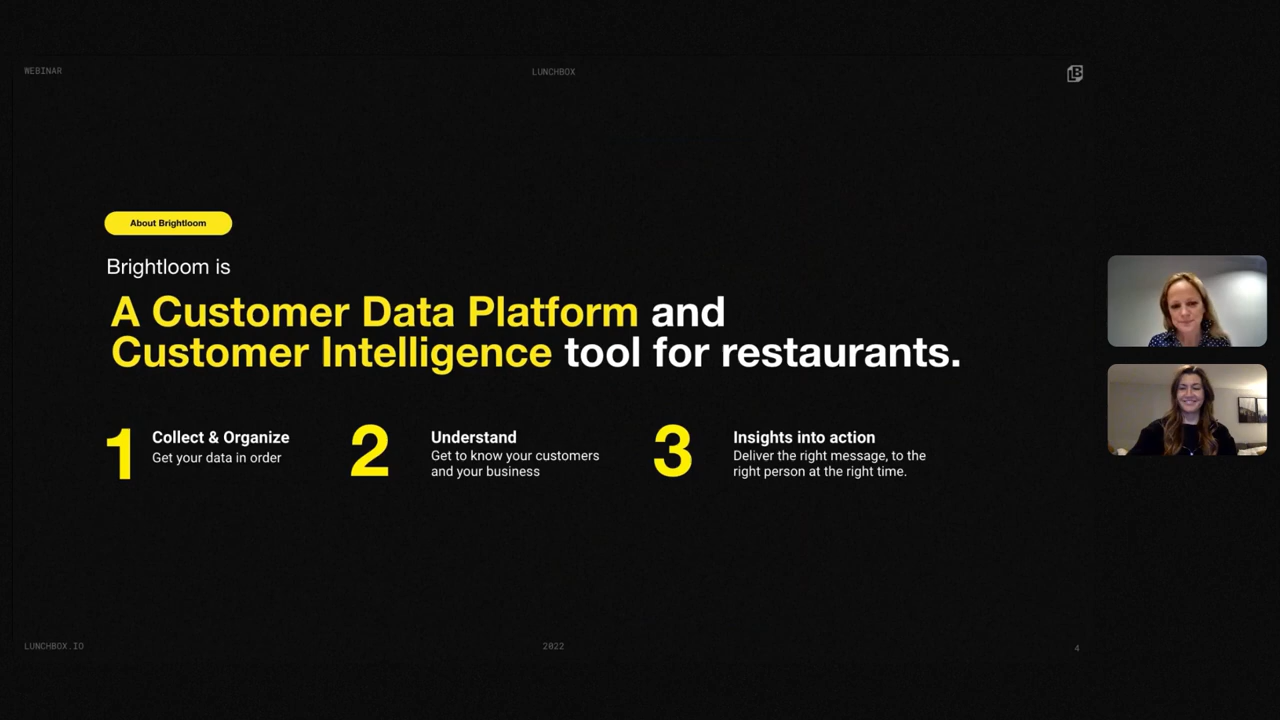 WEBINAR
LUNCHBOX
LB
About Brightloom
Brightloom is
A Customer Data Platform and
Customer Intelligence tool for restaurants.
1
Collect & Organize
Get your data in order
2
Understand
Get to know your customers
and your business
3
Insights into action
Deliver the right message, to the
right person at the right time.
LUNCHBOX.IO
2022
4